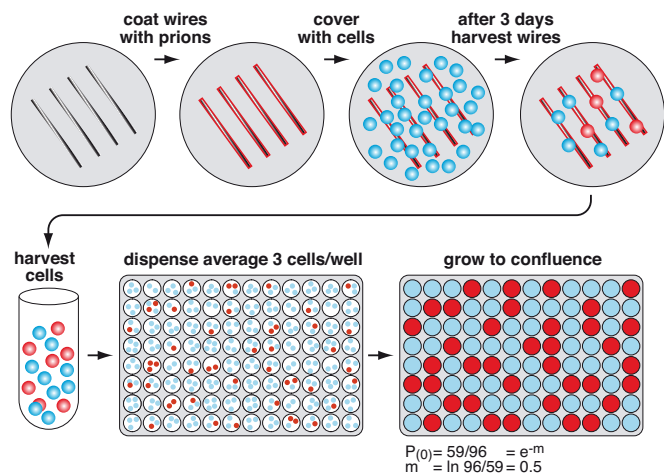 coat wires
with prions
cover
with cells
after 3 days
harvest wires
harvest
cells
dispense average 3 cells/well
grow to confluence
P(0)= 59/96 = e-m
m = ln 96/59 = 0.5